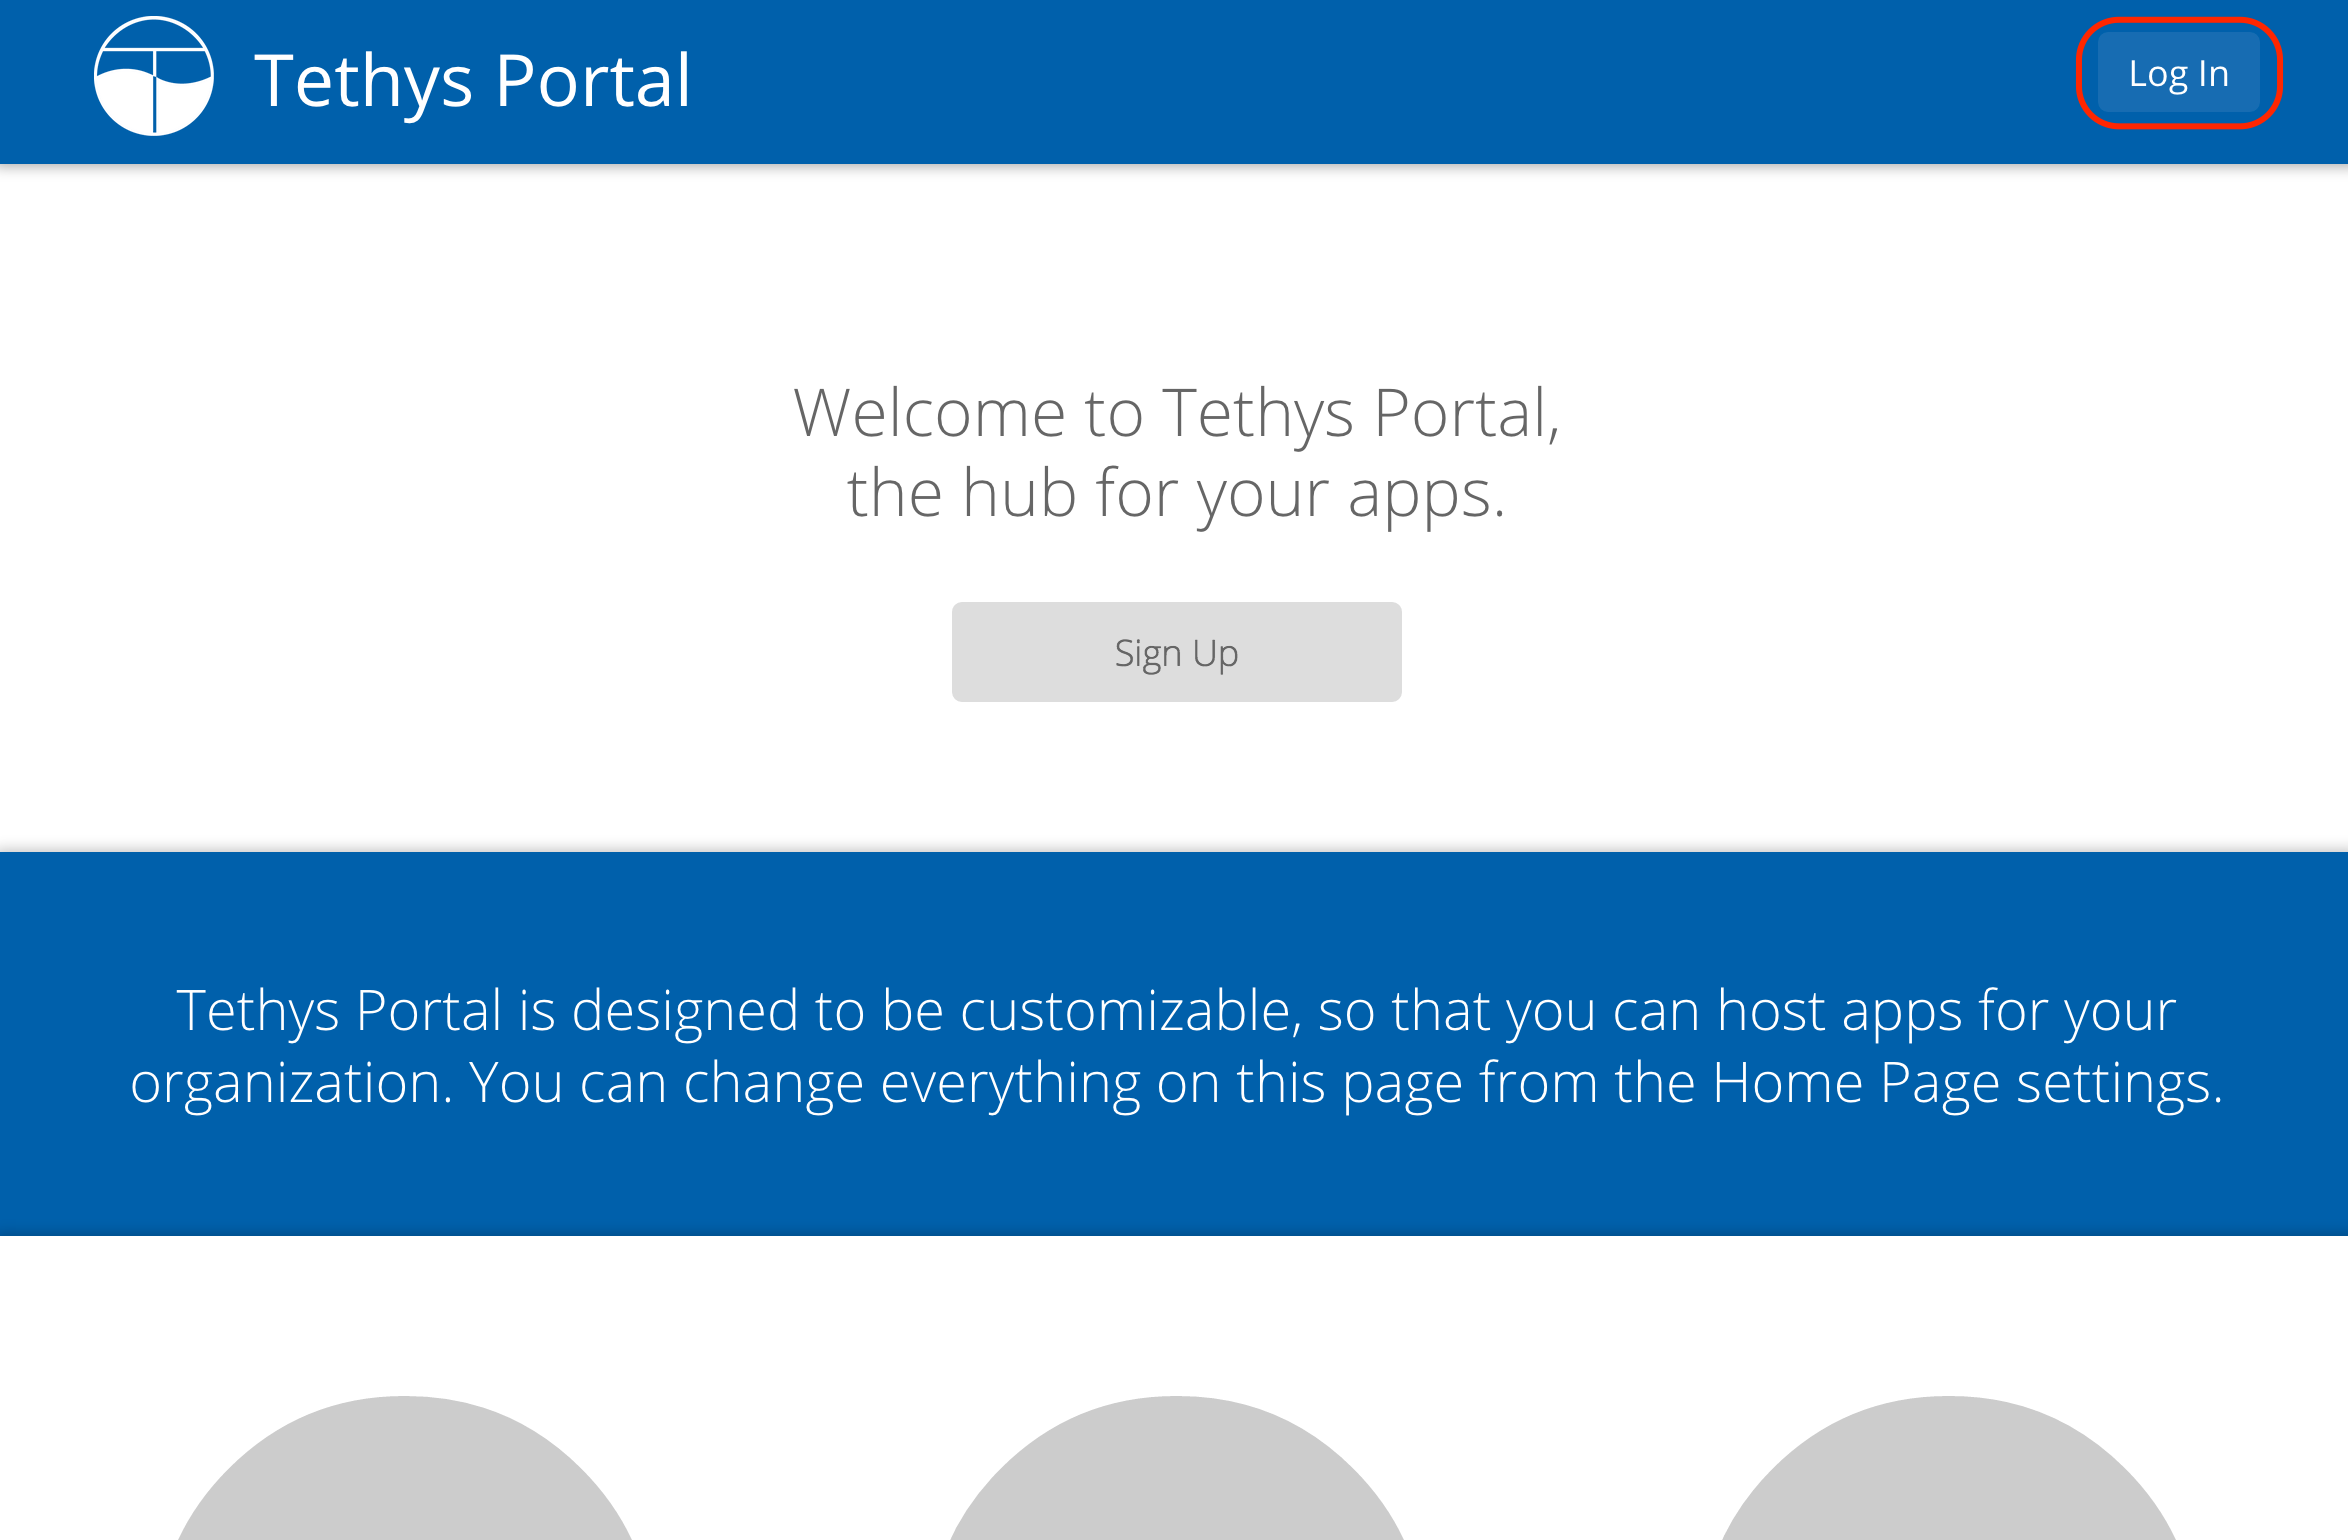 Tethys Portal
Log In
Welcome to Tethys Portal,
the hub for your apps.
Sign Up
Tethys Portal is designed to be customizable, so that you can host apps for your
organization. You can change everything on this page from the Home Page settings.